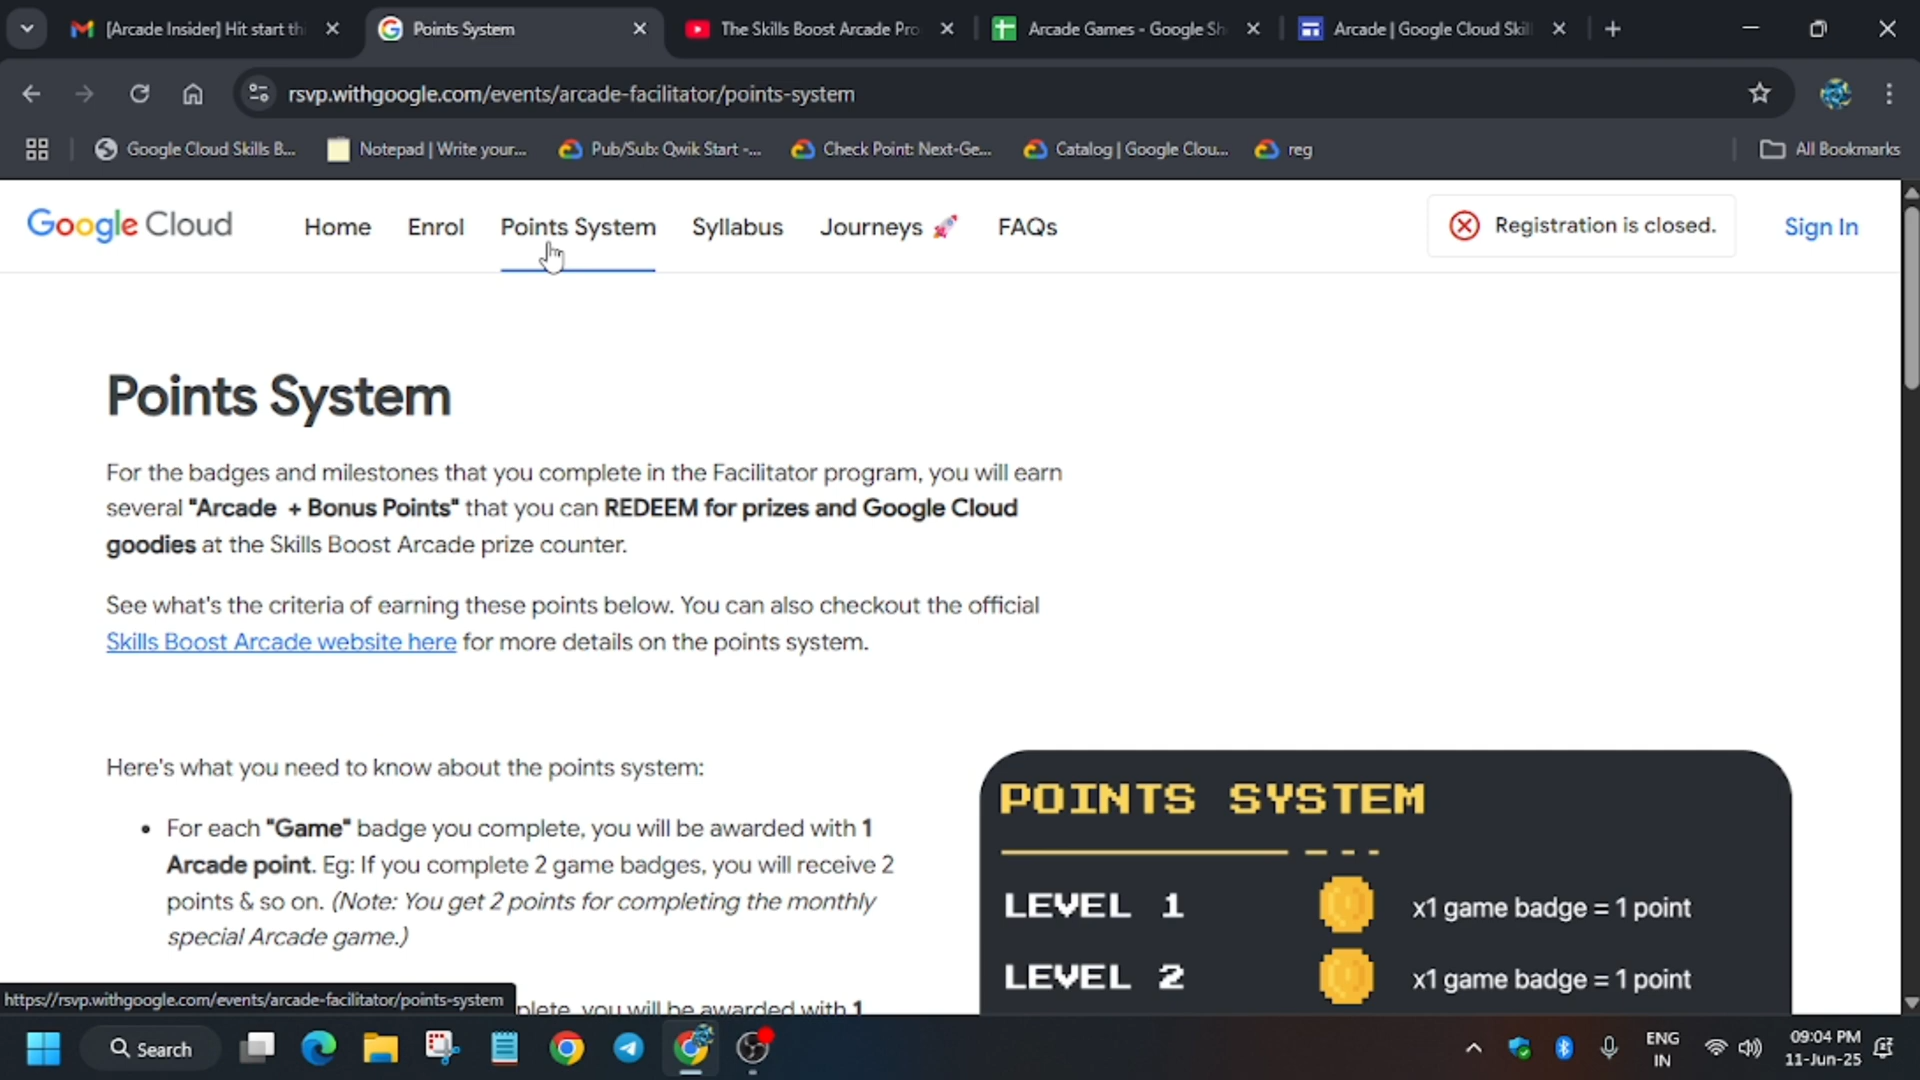 [Arcade Insider] Hit start th
Points System
The Skills Boost Arcade Pro
Arcade Games - Google Sh
Arcade | Google Cloud Skil
rsvp.withgoogle.com/events/arcade-facilitator/points-system
Google Cloud Skills B...
Notepad | Write your...
Pub/Sub: Qwik Start -...
Check Point: Next-Ge...
Catalog | Google Clou...
reg
All Bookmarks
Google Cloud
Home
Enrol
Points System
Syllabus
Journeys 🚀
FAQs
Registration is closed.
Sign In
Points System
For the badges and milestones that you complete in the Facilitator program, you will earn
several "Arcade + Bonus Points" that you can REDEEM for prizes and Google Cloud
goodies at the Skills Boost Arcade prize counter.
See what's the criteria of earning these points below. You can also checkout the official
Skills Boost Arcade website here for more details on the points system.
Here's what you need to know about the points system:
• For each "Game" badge you complete, you will be awarded with 1
Arcade point. Eg: If you complete 2 game badges, you will receive 2
points & so on. (Note: You get 2 points for completing the monthly
special Arcade game.)
plete, you will be awarded with 1
POINTS SYSTEM
LEVEL 1
x1 game badge = 1 point
LEVEL 2
x1 game badge = 1 point
https://rsvp.withgoogle.com/events/arcade-facilitator/points-system
Search
ENG
IN
09:04 PM
11-Jun-25